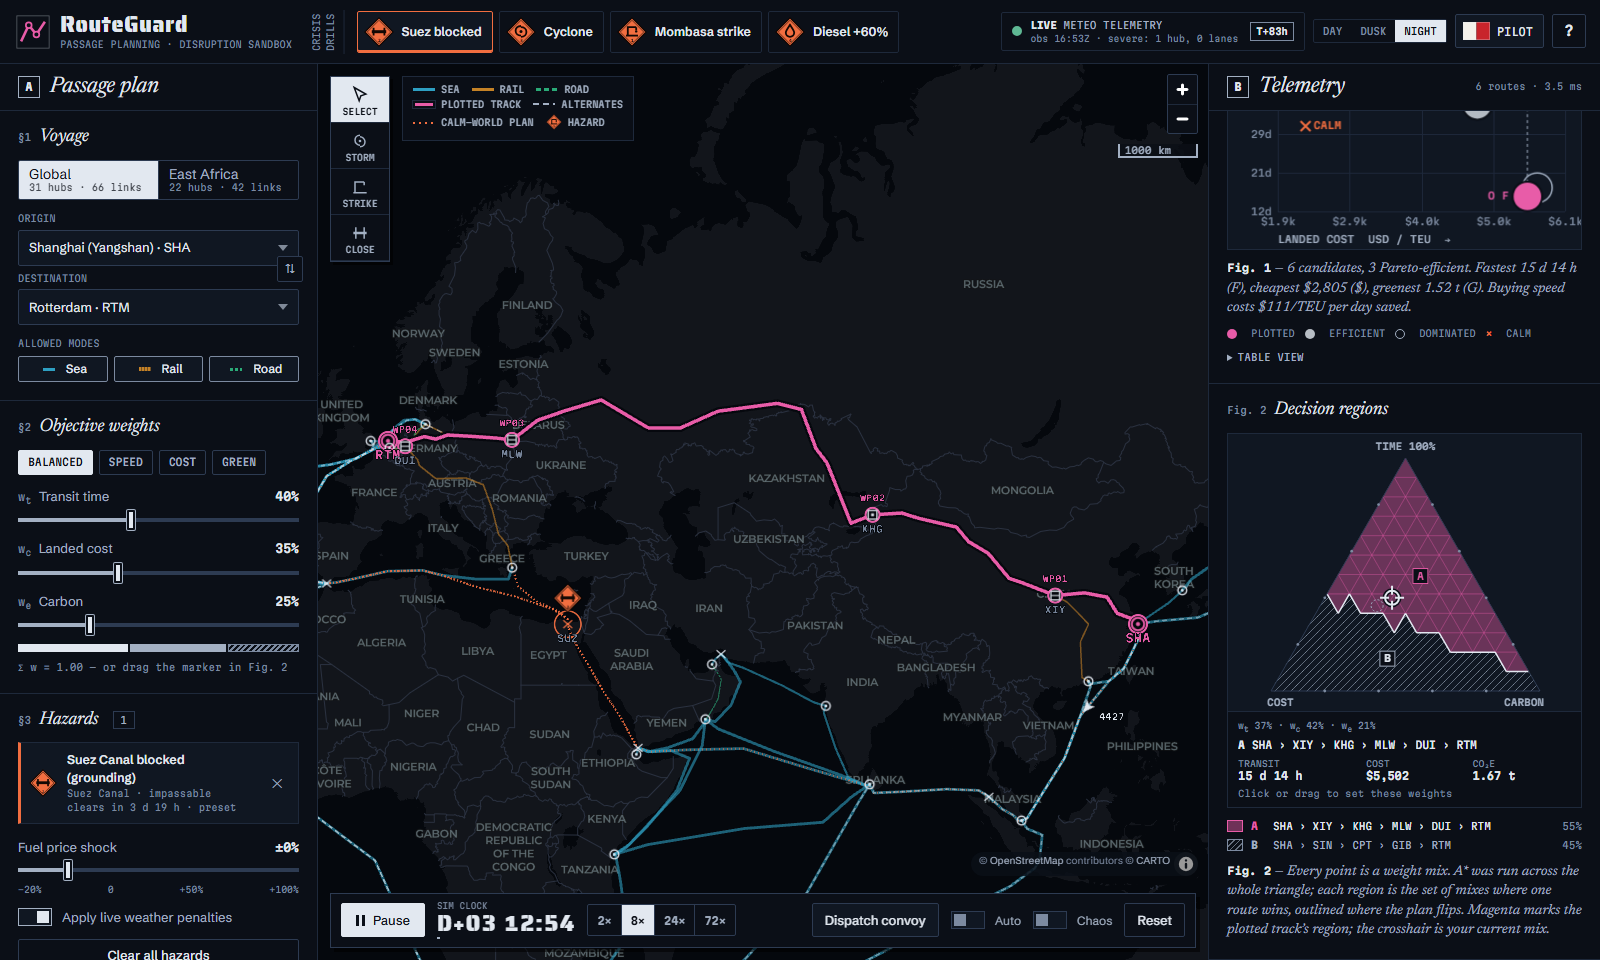 RouteGuard
PASSAGE PLANNING · DISRUPTION SANDBOX
CRISIS DRILLS
Suez blocked
Cyclone
Mombasa strike
Diesel +60%
LIVE METEO TELEMETRY
obs 16:53Z · severe: 1 hub, 0 lanes
T+83h
DAY
DUSK
NIGHT
PILOT
?
A Passage plan
§1 Voyage
Global
31 hubs · 66 links
East Africa
22 hubs · 42 links
ORIGIN
Shanghai (Yangshan) · SHA
DESTINATION
Rotterdam · RTM
ALLOWED MODES
Sea
Rail
Road
§2 Objective weights
BALANCED
SPEED
COST
GREEN
wt Transit time 40%
wc Landed cost 35%
we Carbon 25%
Σ w = 1.00 — or drag the marker in Fig. 2
§3 Hazards 1
Suez Canal blocked
(grounding)
Suez Canal · impassable
clears in 3 d 19 h · preset
Fuel price shock ±0%
−20% 0 +50% +100%
Apply live weather penalties
Clear all hazards
SELECT
STORM
STRIKE
CLOSE
SEA RAIL ROAD
PLOTTED TRACK ALTERNATES
CALM-WORLD PLAN HAZARD
+
−
1000 km
RUSSIA
FINLAND
NORWAY
SWEDEN
ESTONIA
DENMARK
UNITED
KINGDOM
WP04
RTM
DUI
ERMANY
WP03
ARUS
MLW
UKRAINE
FRANCE
AUSTRIA
ROMANIA
ITALY
SPAIN
GREECE
TURKEY
KAZAKHSTAN
MONGOLIA
WP02
KHG
UZBEKISTAN
WP01
XIY
SOUTH
KOREA
SHA
TUNISIA
OCCO
ALGERIA
LIBYA
EGYPT
SUZ
IRAQ
IRAN
SAUDI
ARABIA
PAKISTAN
NEPAL
BANGLADESH
INDIA
TAIWAN
4427
MYANMAR
VIETNAM
PHILIPPINES
ANIA
MALI
NIGER
CHAD
SUDAN
YEMEN
ÔTE
VOIRE
NIGERIA
SOUTH
SUDAN
ETHIOPIA
SRI LANKA
MALAYSIA
KENYA
GABON
DEMOCRATIC
REPUBLIC
OF THE
CONGO
TANZANIA
INDONESIA
MOZAMBIQUE
© OpenStreetMap contributors © CARTO
Pause
SIM CLOCK
D+03 12:54
2×
8×
24×
72×
Dispatch convoy
Auto
Chaos
Reset
B Telemetry
6 routes · 3.5 ms
29d
21d
12d
CALM
O F
$1.9k $2.9k $4.0k $5.0k $6.1k
LANDED COST USD / TEU →
Fig. 1 — 6 candidates, 3 Pareto-efficient. Fastest 15 d 14 h
(F), cheapest $2,805 ($), greenest 1.52 t (G). Buying speed
costs $111/TEU per day saved.
PLOTTED EFFICIENT DOMINATED × CALM
TABLE VIEW
Fig. 2 Decision regions
TIME 100%
A
B
COST
CARBON
wt 37% · wc 42% · we 21%
A SHA › XIY › KHG › MLW › DUI › RTM
TRANSIT COST CO₂E
15 d 14 h $5,502 1.67 t
Click or drag to set these weights
A SHA › XIY › KHG › MLW › DUI › RTM 55%
B SHA › SIN › CPT › GIB › RTM 45%
Fig. 2 — Every point is a weight mix. A* was run across the
whole triangle; each region is the set of mixes where one
route wins, outlined where the plan flips. Magenta marks the
plotted track's region; the crosshair is your current mix.